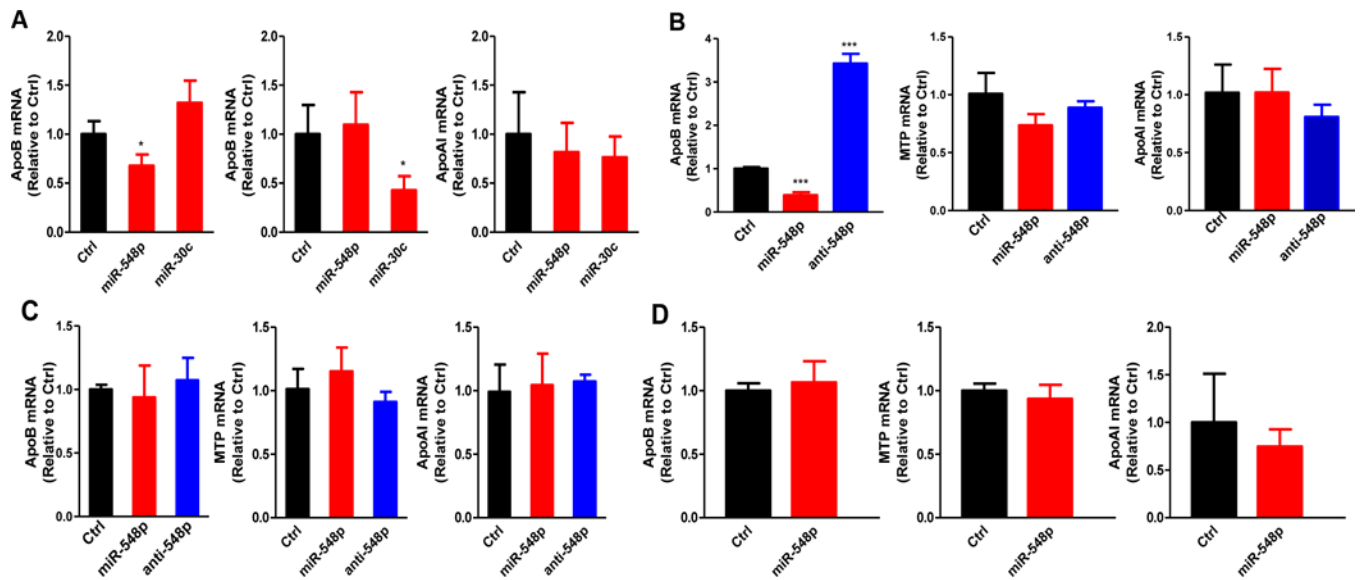 A
ApoB mRNA
(Relative to Ctrl)
2.0
1.5
1.0
0.5
0.0
*
Ctrl
miR-548p
miR-30c
ApoB mRNA
(Relative to Ctrl)
2.0
1.5
1.0
0.5
0.0
*
Ctrl
miR-548p
miR-30c
ApoAI mRNA
(Relative to Ctrl)
2.0
1.5
1.0
0.5
0.0
Ctrl
miR-548p
miR-30c
B
ApoB mRNA
(Relative to Ctrl)
4
3
2
1
0
***
***
Ctrl
miR-548p
anti-548p
MTP mRNA
(Relative to Ctrl)
1.5
1.0
0.5
0.0
Ctrl
miR-548p
anti-548p
ApoAI mRNA
(Relative to Ctrl)
1.5
1.0
0.5
0.0
Ctrl
miR-548p
anti-548p
C
ApoB mRNA
(Relative to Ctrl)
1.5
1.0
0.5
0.0
Ctrl
miR-548p
anti-548p
MTP mRNA
(Relative to Ctrl)
1.5
1.0
0.5
0.0
Ctrl
miR-548p
anti-548p
ApoAI mRNA
(Relative to Ctrl)
1.5
1.0
0.5
0.0
Ctrl
miR-548p
anti-548p
D
ApoB mRNA
(Relative to Ctrl)
1.5
1.0
0.5
0.0
Ctrl
miR-548p
MTP mRNA
(Relative to Ctrl)
1.5
1.0
0.5
0.0
Ctrl
miR-548p
ApoAI mRNA
(Relative to Ctrl)
2.0
1.5
1.0
0.5
0.0
Ctrl
miR-548p